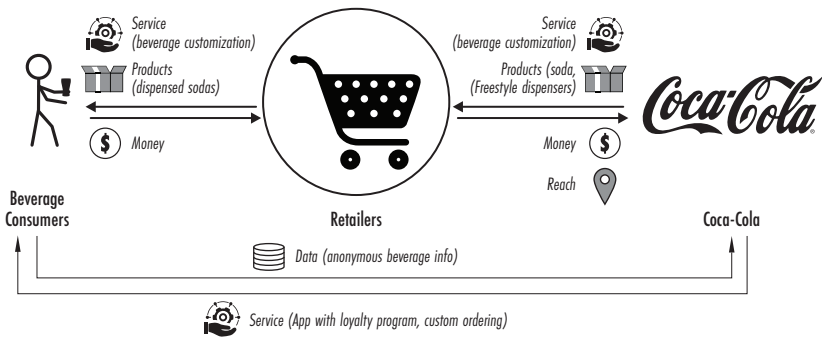 Service
(beverage customization)
Products
(dispensed sodas)
$ Money
Service
(beverage customization)
Products (soda,
(Freestyle dispensers)
Money $
Reach
Coca-Cola
Beverage
Consumers
Retailers
Coca-Cola
Data (anonymous beverage info)
Service (App with loyalty program, custom ordering)